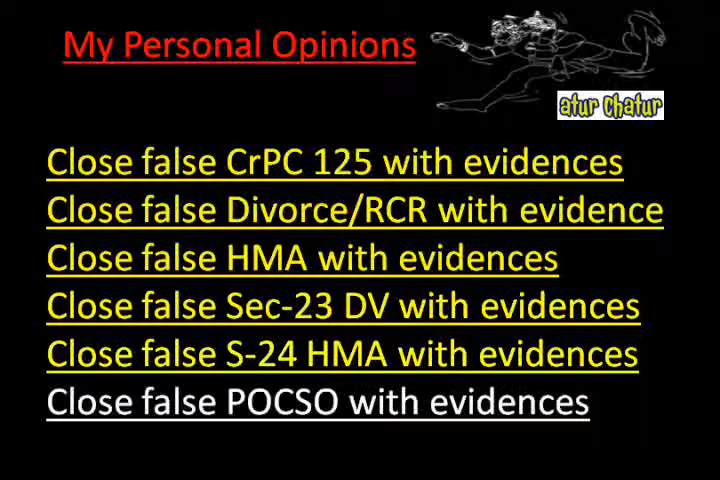 My Personal Opinions
atur Chatur
Close false CrPC 125 with evidences
Close false Divorce/RCR with evidence
Close false HMA with evidences
Close false Sec-23 DV with evidences
Close false S-24 HMA with evidences
Close false POCSO with evidences